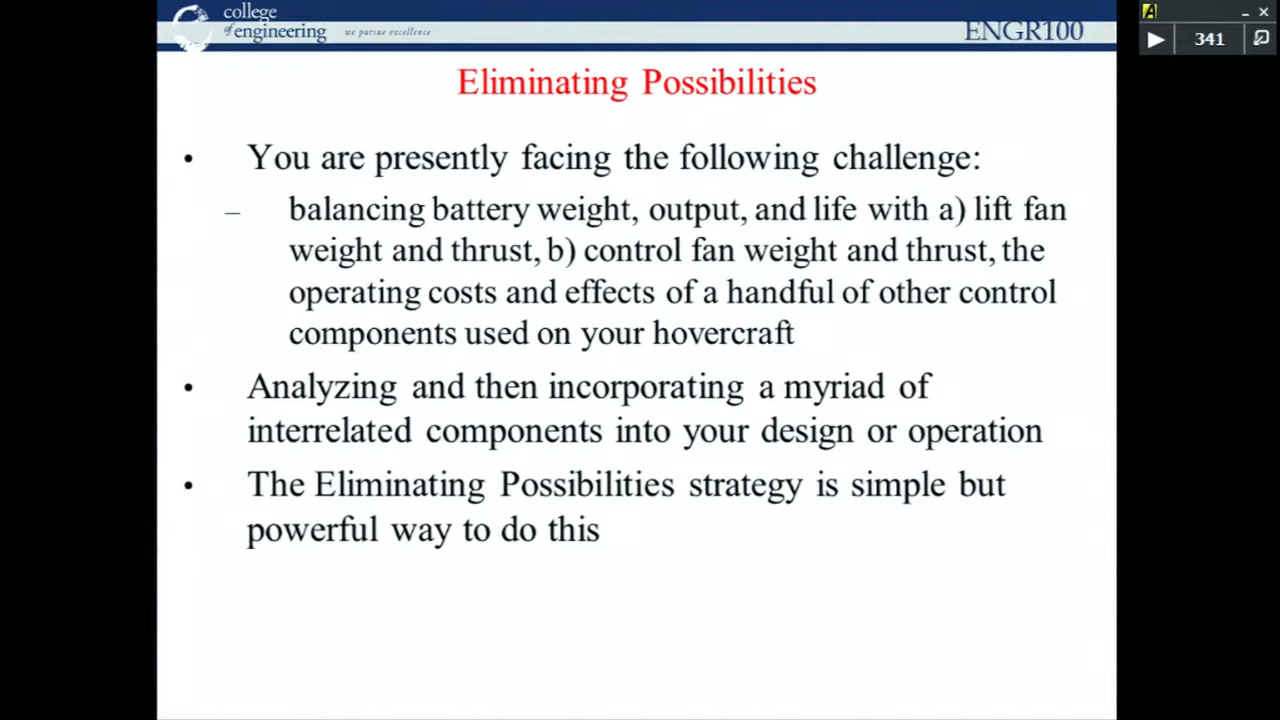 college
of engineering
we pursue excellence
ENGR100
A
341
Eliminating Possibilities
• You are presently facing the following challenge:
– balancing battery weight, output, and life with a) lift fan
weight and thrust, b) control fan weight and thrust, the
operating costs and effects of a handful of other control
components used on your hovercraft
• Analyzing and then incorporating a myriad of
interrelated components into your design or operation
• The Eliminating Possibilities strategy is simple but
powerful way to do this